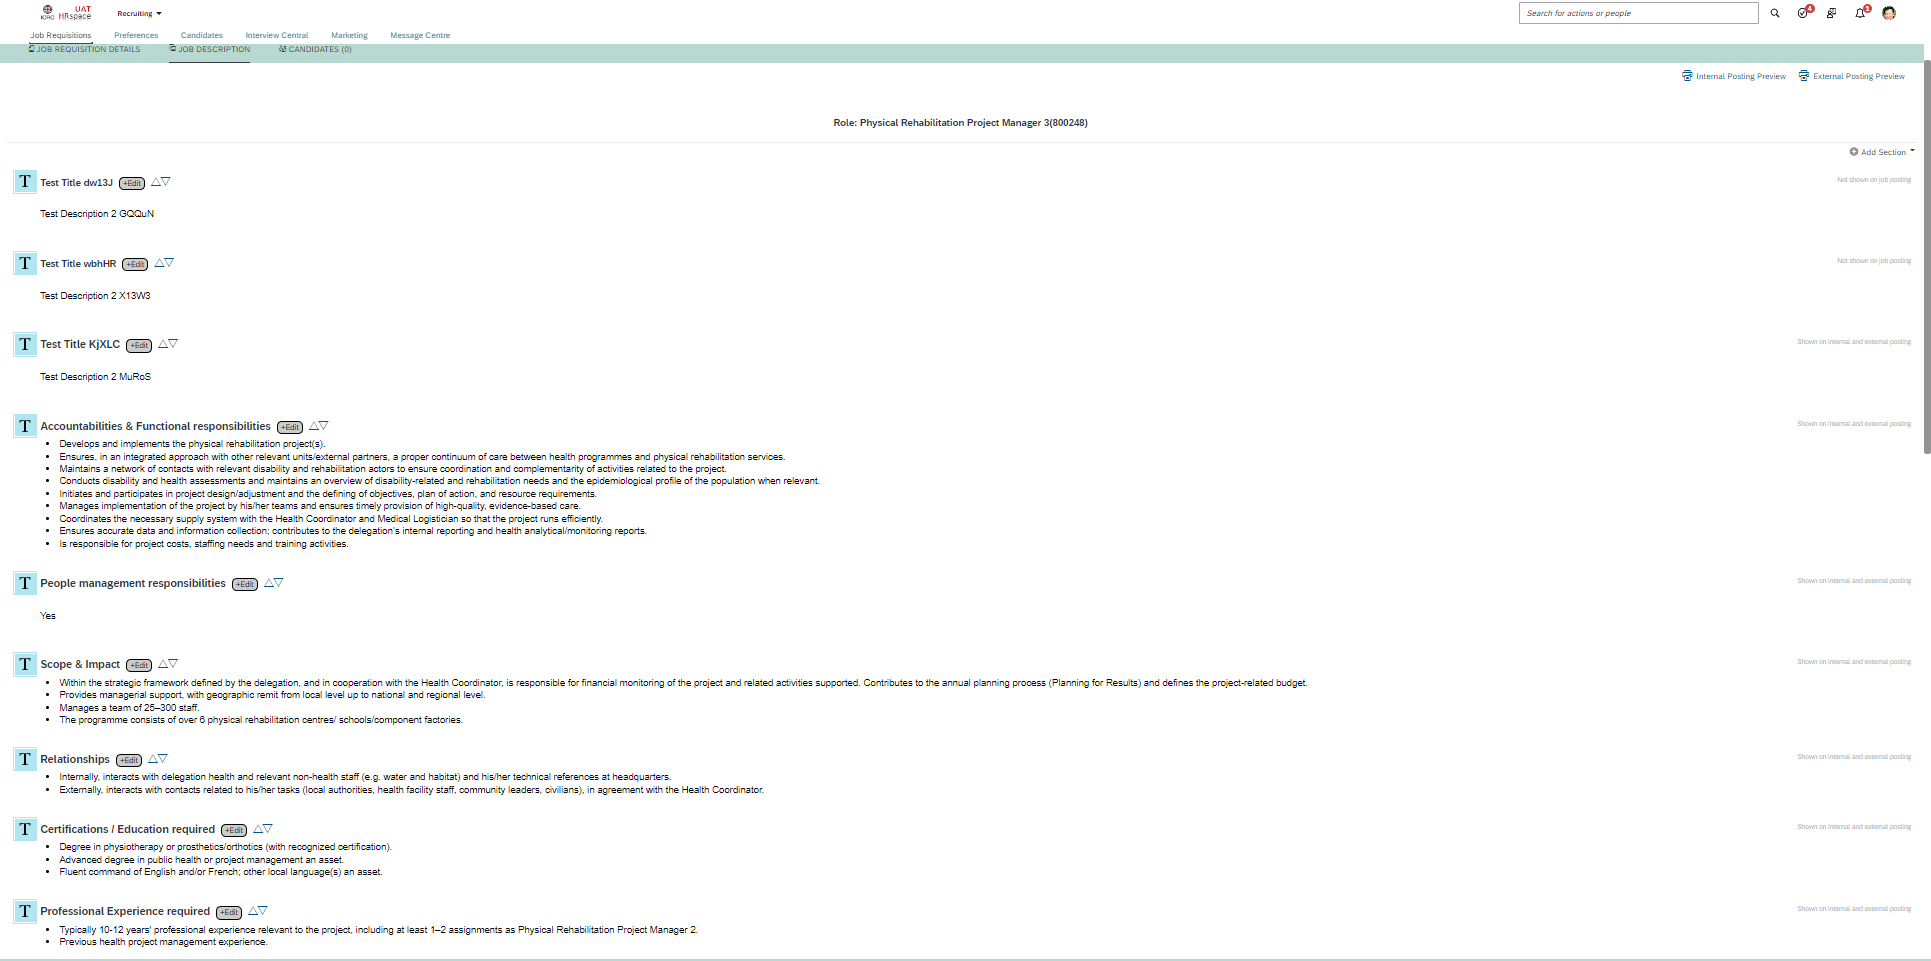 UAT
ICRC HRspace
Recruiting
Search for actions or people
4
1
Job Requisitions
Preferences
Candidates
Interview Central
Marketing
Message Centre
JOB REQUISITION DETAILS
JOB DESCRIPTION
CANDIDATES (0)
Internal Posting Preview
External Posting Preview
Role: Physical Rehabilitation Project Manager 3(800248)
Add Section
T Test Title dw13J +Edit
Not shown on job posting
Test Description 2 GQQuN
T Test Title wbhHR +Edit
Not shown on job posting
Test Description 2 X13W3
T Test Title KjXLC +Edit
Shown on internal and external posting
Test Description 2 MuRoS
T Accountabilities & Functional responsibilities +Edit
Shown on internal and external posting
• Develops and implements the physical rehabilitation project(s).
• Ensures, in an integrated approach with other relevant units/external partners, a proper continuum of care between health programmes and physical rehabilitation services.
• Maintains a network of contacts with relevant disability and rehabilitation actors to ensure coordination and complementarity of activities related to the project.
• Conducts disability and health assessments and maintains an overview of disability-related and rehabilitation needs and the epidemiological profile of the population when relevant.
• Initiates and participates in project design/adjustment and the defining of objectives, plan of action, and resource requirements.
• Manages implementation of the project by his/her teams and ensures timely provision of high-quality, evidence-based care.
• Coordinates the necessary supply system with the Health Coordinator and Medical Logistician so that the project runs efficiently.
• Ensures accurate data and information collection; contributes to the delegation's internal reporting and health analytical/monitoring reports.
• Is responsible for project costs, staffing needs and training activities.
T People management responsibilities +Edit
Shown on internal and external posting
Yes
T Scope & Impact +Edit
Shown on internal and external posting
• Within the strategic framework defined by the delegation, and in cooperation with the Health Coordinator, is responsible for financial monitoring of the project and related activities supported. Contributes to the annual planning process (Planning for Results) and defines the project-related budget.
• Provides managerial support, with geographic remit from local level up to national and regional level.
• Manages a team of 25–300 staff.
• The programme consists of over 6 physical rehabilitation centres/ schools/component factories.
T Relationships +Edit
Shown on internal and external posting
• Internally, interacts with delegation health and relevant non-health staff (e.g. water and habitat) and his/her technical references at headquarters.
• Externally, interacts with contacts related to his/her tasks (local authorities, health facility staff, community leaders, civilians), in agreement with the Health Coordinator.
T Certifications / Education required +Edit
Shown on internal and external posting
• Degree in physiotherapy or prosthetics/orthotics (with recognized certification).
• Advanced degree in public health or project management an asset.
• Fluent command of English and/or French; other local language(s) an asset.
T Professional Experience required +Edit
Shown on internal and external posting
• Typically 10-12 years' professional experience relevant to the project, including at least 1–2 assignments as Physical Rehabilitation Project Manager 2.
• Previous health project management experience.